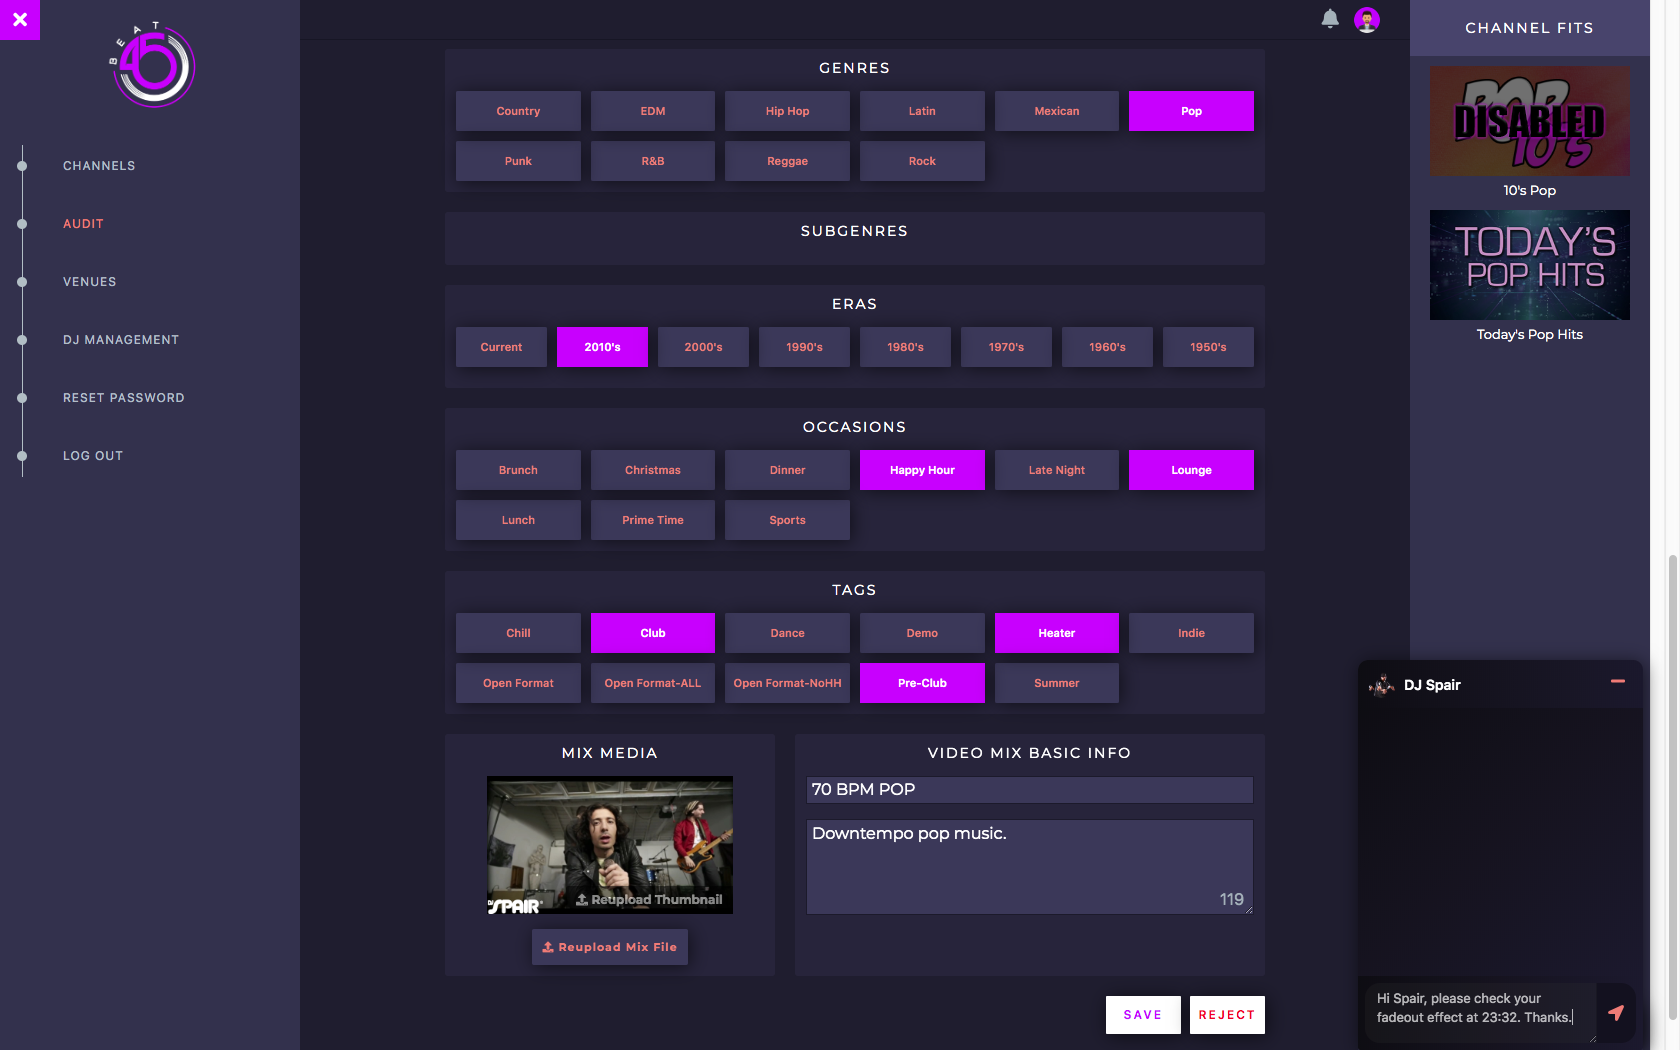 BEAT
45
CHANNELS
AUDIT
VENUES
DJ MANAGEMENT
RESET PASSWORD
LOG OUT
GENRES
Country
EDM
Hip Hop
Latin
Mexican
Pop
Punk
R&B
Reggae
Rock
SUBGENRES
ERAS
Current
2010's
2000's
1990's
1980's
1970's
1960's
1950's
OCCASIONS
Brunch
Christmas
Dinner
Happy Hour
Late Night
Lounge
Lunch
Prime Time
Sports
TAGS
Chill
Club
Dance
Demo
Heater
Indie
Open Format
Open Format-ALL
Open Format-NoHH
Pre-Club
Summer
MIX MEDIA
DJ SPAIR
Reupload Thumbnail
Reupload Mix File
VIDEO MIX BASIC INFO
70 BPM POP
Downtempo pop music.
119
SAVE
REJECT
CHANNEL FITS
POP
DISABLED
10'S
10's Pop
TODAY'S
POP HITS
Today's Pop Hits
DJ Spair
Hi Spair, please check your
fadeout effect at 23:32. Thanks.